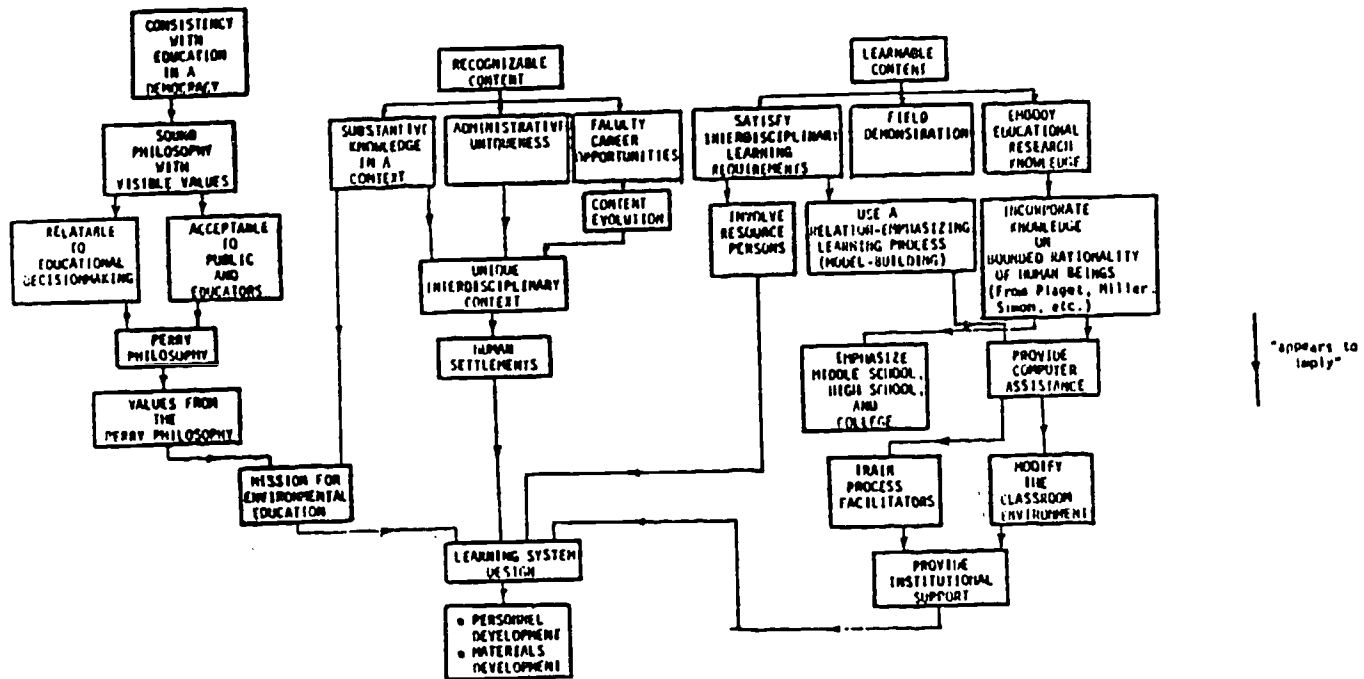 CONSISTENCY
WITH
EDUCATION
IN A
DEMOCRACY
SOUND
PHILOSOPHY
WITH
VISIBLE VALUES
RELATABLE
TO
EDUCATIONAL
DECISIONMAKING
ACCEPTABLE
TO
PUBLIC
AND
EDUCATORS
PERRY
PHILOSOPHY
VALUES FROM
THE
PERRY PHILOSOPHY
MISSION FOR
ENVIRONMENTAL
EDUCATION
RECOGNIZABLE
CONTENT
SUBSTANTIVE
KNOWLEDGE
IN A
CONTEXT
ADMINISTRATIVE
UNIQUENESS
FACULTY
CAREER
OPPORTUNITIES
CONTENT
EVOLUTION
UNIQUE
INTERDISCIPLINARY
CONTEXT
HUMAN
SETTLEMENTS
LEARNING SYSTEM
DESIGN
• PERSONNEL
DEVELOPMENT
• MATERIALS
DEVELOPMENT
LEARNABLE
CONTENT
SATISFY
INTERDISCIPLINARY
LEARNING
REQUIREMENTS
FIELD
DEMONSTRATION
EMBODY
EDUCATIONAL
RESEARCH
KNOWLEDGE
INVOLVE
RESOURCE
PERSONS
USE A
RELATION-EMPHASIZING
LEARNING PROCESS
(MODEL-BUILDING)
INCORPORATE
KNOWLEDGE
ON
BOUNDED RATIONALITY
OF HUMAN BEINGS
(From Piaget, Miller,
Simon, etc.)
EMPHASIZE
MIDDLE SCHOOL,
HIGH SCHOOL,
AND
COLLEGE
PROVIDE
COMPUTER
ASSISTANCE
TRAIN
PROCESS
FACILITATORS
MODIFY
THE
CLASSROOM
ENVIRONMENT
PROVIDE
INSTITUTIONAL
SUPPORT
"appears to
imply"